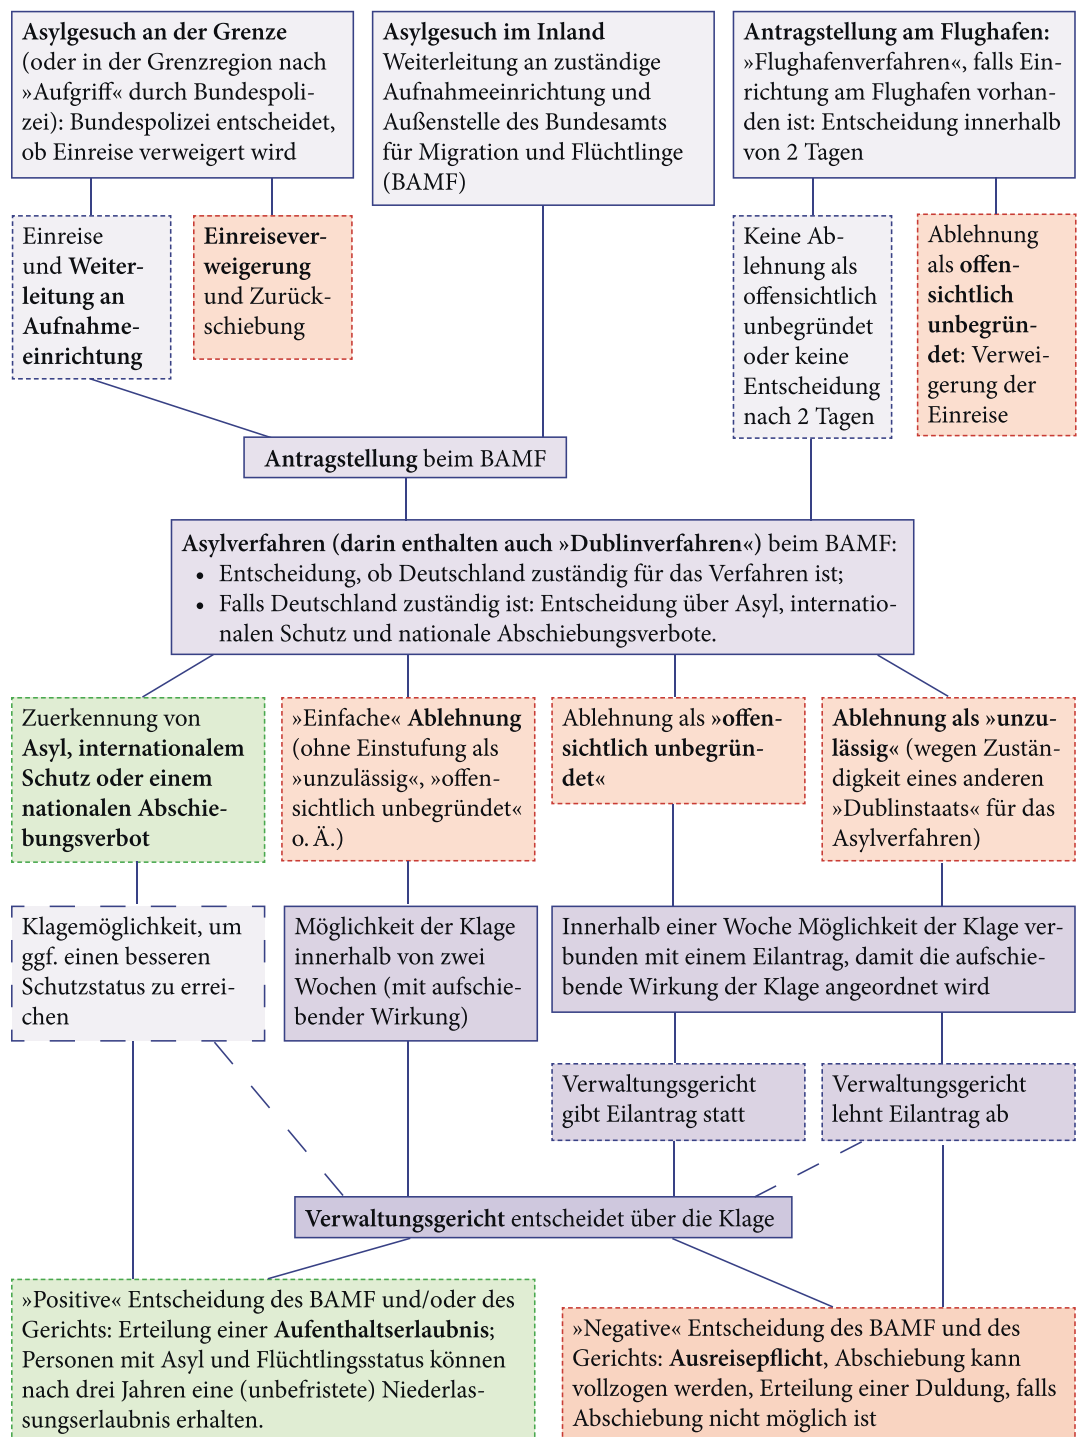 Asylgesuch an der Grenze
(oder in der Grenzregion nach
»Aufgriff« durch Bundespoli-
zei): Bundespolizei entscheidet,
ob Einreise verweigert wird
Asylgesuch im Inland
Weiterleitung an zuständige
Aufnahmeeinrichtung und
Außenstelle des Bundesamts
für Migration und Flüchtlinge
(BAMF)
Antragstellung am Flughafen:
»Flughafenverfahren«, falls Ein-
richtung am Flughafen vorhan-
den ist: Entscheidung innerhalb
von 2 Tagen
Einreise
und Weiter-
leitung an
Aufnahme-
einrichtung
Einreisever-
weigerung
und Zurück-
schiebung
Keine Ab-
lehnung als
offensichtlich
unbegründet
oder keine
Entscheidung
nach 2 Tagen
Ablehnung
als offen-
sichtlich
unbegrün-
det: Verwei-
gerung der
Einreise
Antragstellung beim BAMF
Asylverfahren (darin enthalten auch »Dublinverfahren«) beim BAMF:
• Entscheidung, ob Deutschland zuständig für das Verfahren ist;
• Falls Deutschland zuständig ist: Entscheidung über Asyl, internatio-
nalen Schutz und nationale Abschiebungsverbote.
Zuerkennung von
Asyl, internationalem
Schutz oder einem
nationalen Abschie-
bungsverbot
»Einfache« Ablehnung
(ohne Einstufung als
»unzulässig«, »offen-
sichtlich unbegründet«
o. Ä.)
Ablehnung als »offen-
sichtlich unbegrün-
det«
Ablehnung als »unzu-
lässig« (wegen Zustän-
digkeit eines anderen
»Dublinstaats« für das
Asylverfahren)
Klagemöglichkeit, um
ggf. einen besseren
Schutzstatus zu errei-
chen
Möglichkeit der Klage
innerhalb von zwei
Wochen (mit aufschie-
bender Wirkung)
Innerhalb einer Woche Möglichkeit der Klage ver-
bunden mit einem Eilantrag, damit die aufschie-
bende Wirkung der Klage angeordnet wird
Verwaltungsgericht
gibt Eilantrag statt
Verwaltungsgericht
lehnt Eilantrag ab
Verwaltungsgericht entscheidet über die Klage
»Positive« Entscheidung des BAMF und/oder des
Gerichts: Erteilung einer Aufenthaltserlaubnis;
Personen mit Asyl und Flüchtlingsstatus können
nach drei Jahren eine (unbefristete) Niederlas-
sungserlaubnis erhalten.
»Negative« Entscheidung des BAMF und des
Gerichts: Ausreisepflicht, Abschiebung kann
vollzogen werden, Erteilung einer Duldung, falls
Abschiebung nicht möglich ist